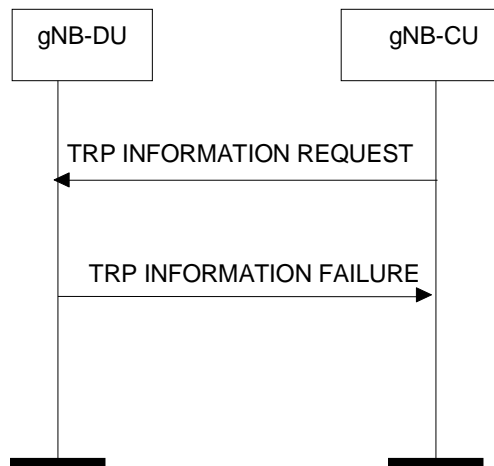 gNB-DU
gNB-CU
TRP INFORMATION REQUEST
TRP INFORMATION FAILURE